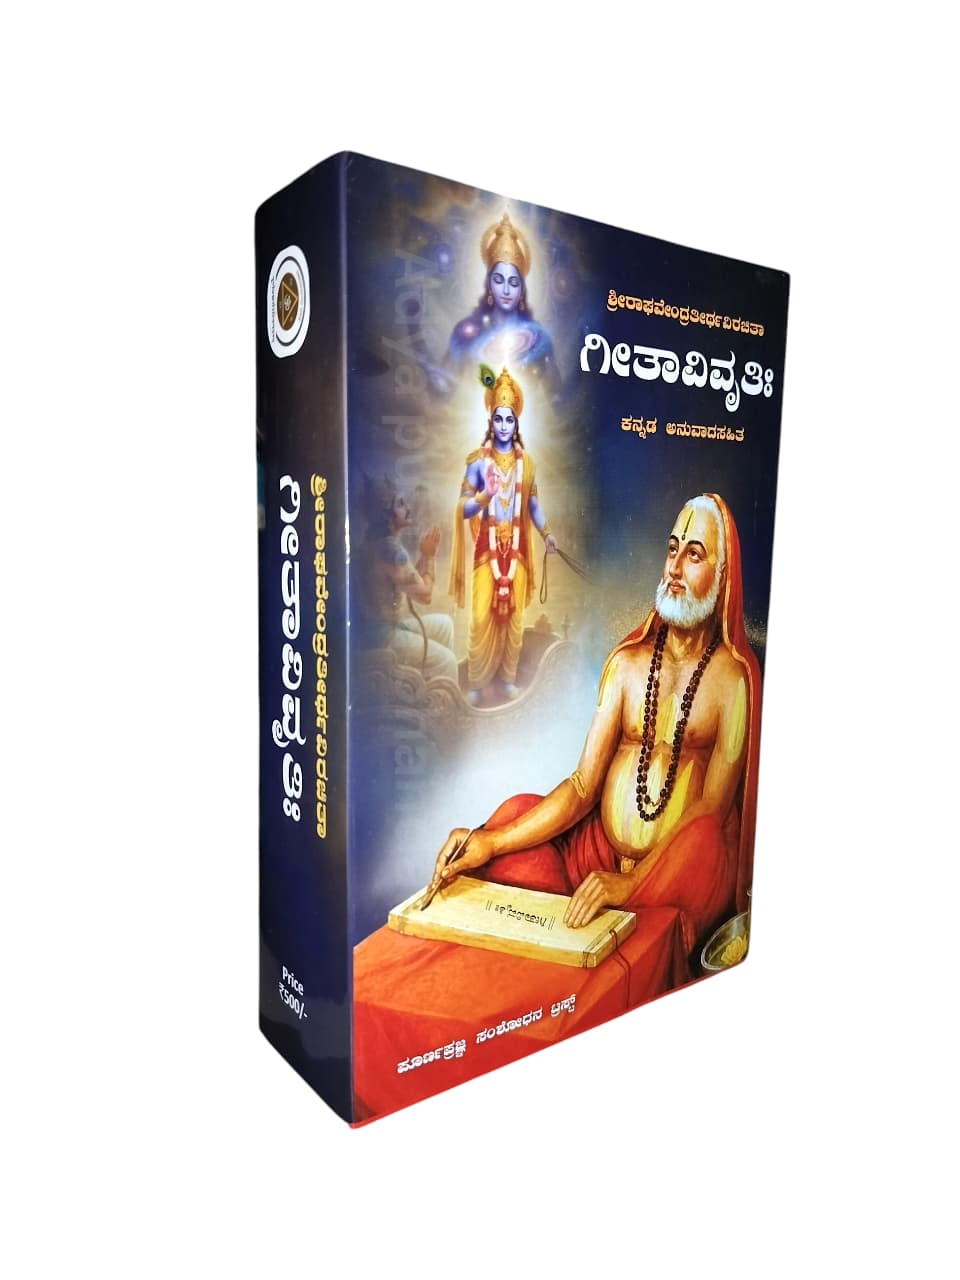 ಶ್ರೀರಾಘವೇಂದ್ರತೀರ್ಥವಿರಚಿತಾ
ಗೀತಾವಿವೃತಿಃ
ಕನ್ನಡ ಅನುವಾದಸಹಿತ
|| ಗೀತಾವಿವೃತಿಃ ||
ಪೂರ್ಣಪ್ರಜ್ಞ ಸಂಶೋಧನ ಟ್ರಸ್ಟ್
ಶ್ರೀರಾಘವೇಂದ್ರತೀರ್ಥವಿರಚಿತಾ
ಗೀತಾವಿವೃತಿಃ
Price
₹500/-